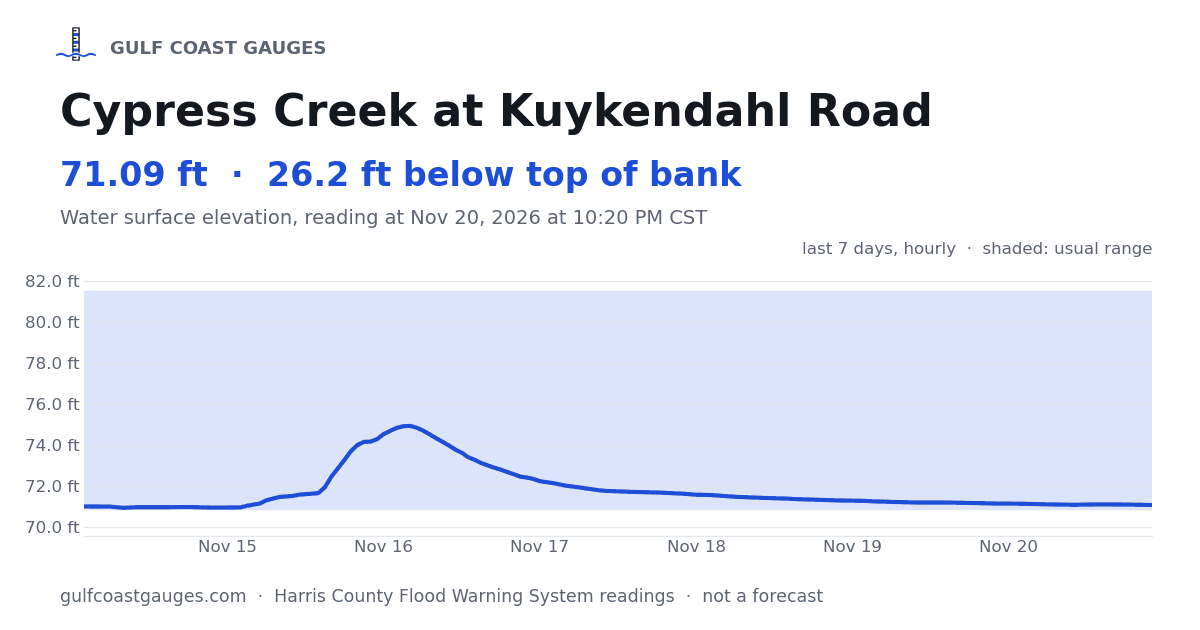 GULF COAST GAUGES
Cypress Creek at Kuykendahl Road
71.09 ft · 26.2 ft below top of bank
Water surface elevation, reading at Nov 20, 2026 at 10:20 PM CST
last 7 days, hourly · shaded: usual range
82.0 ft
80.0 ft
78.0 ft
76.0 ft
74.0 ft
72.0 ft
70.0 ft
Nov 15 Nov 16 Nov 17 Nov 18 Nov 19 Nov 20
gulfcoastgauges.com · Harris County Flood Warning System readings · not a forecast